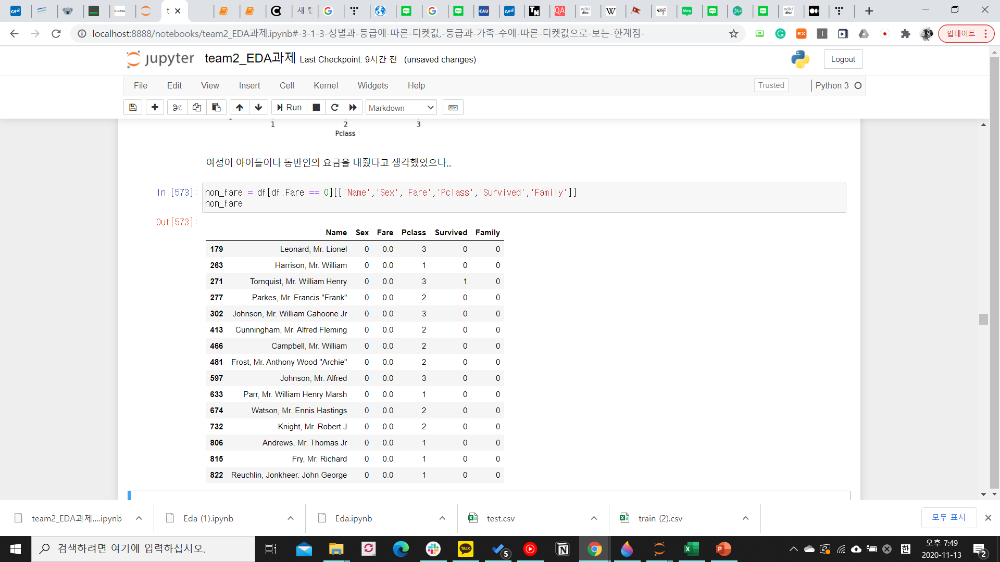 t
새 탭
CAU
TN
QA
wiki docs
W
blog
wiki docs
localhost:8888/notebooks/team2_EDA과제.ipynb#-3-1-3-성별과-등급에-따른-티켓값,-등급과-가족-수에-따른-티켓값으로-보는-한계점-
EX
업데이트
jupyter team2_EDA과제 Last Checkpoint: 9시간 전 (unsaved changes)
Logout
File Edit View Insert Cell Kernel Widgets Help
Trusted
Python 3
Run
Markdown
1 2 3
Pclass
여성이 아이들이나 동반인의 요금을 내줬다고 생각했었으나..
In [573]: non_fare = df[df.Fare == 0][['Name','Sex','Fare','Pclass','Survived','Family']]
non_fare
Out[573]:
Name Sex Fare Pclass Survived Family
179 Leonard, Mr. Lionel 0 0.0 3 0 0
263 Harrison, Mr. William 0 0.0 1 0 0
271 Tornquist, Mr. William Henry 0 0.0 3 1 0
277 Parkes, Mr. Francis "Frank" 0 0.0 2 0 0
302 Johnson, Mr. William Cahoone Jr 0 0.0 3 0 0
413 Cunningham, Mr. Alfred Fleming 0 0.0 2 0 0
466 Campbell, Mr. William 0 0.0 2 0 0
481 Frost, Mr. Anthony Wood "Archie" 0 0.0 2 0 0
597 Johnson, Mr. Alfred 0 0.0 3 0 0
633 Parr, Mr. William Henry Marsh 0 0.0 1 0 0
674 Watson, Mr. Ennis Hastings 0 0.0 2 0 0
732 Knight, Mr. Robert J 0 0.0 2 0 0
806 Andrews, Mr. Thomas Jr 0 0.0 1 0 0
815 Fry, Mr. Richard 0 0.0 1 0 0
822 Reuchlin, Jonkheer. John George 0 0.0 1 0 0
team2_EDA과제....ipynb
Eda (1).ipynb
Eda.ipynb
test.csv
train (2).csv
모두 표시
검색하려면 여기에 입력하십시오.
TALK
5
한
오후 7:49
2020-11-13
2